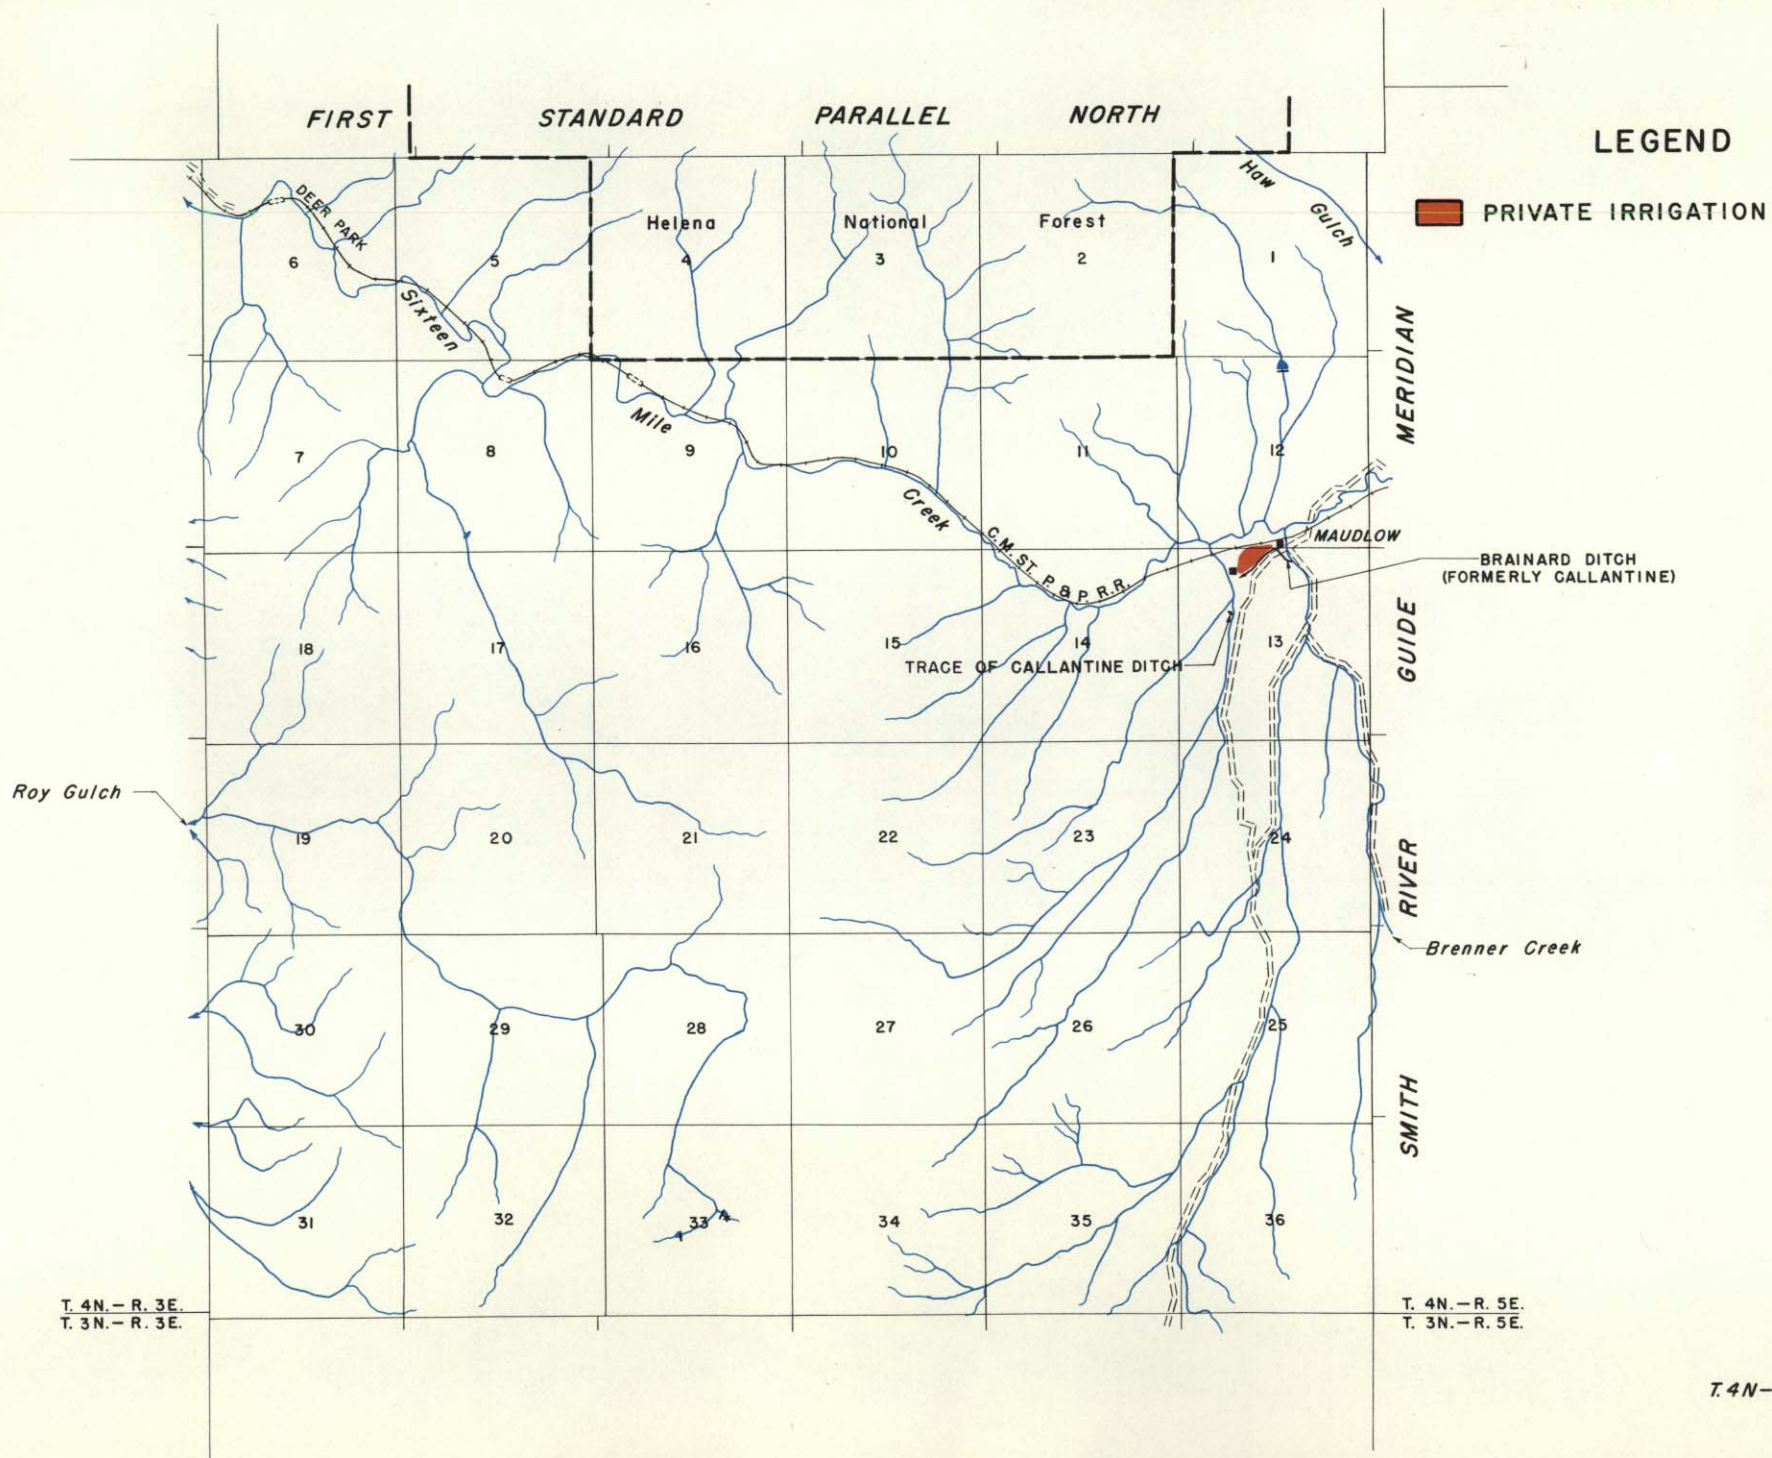 FIRST STANDARD PARALLEL NORTH
LEGEND
PRIVATE IRRIGATION
Haw Gulch
DEER PARK
Helena National Forest
6 5 4 3 2 1
Sixteen Mile Creek
7 8 9 10 11 12
MERIDIAN
C. M. ST. P. & P. R.R.
MAUDLOW
BRAINARD DITCH
(FORMERLY CALLANTINE)
18 17 16 15 14 13
TRACE OF CALLANTINE DITCH
GUIDE
Roy Gulch
19 20 21 22 23 24
RIVER
Brenner Creek
30 29 28 27 26 25
SMITH
31 32 33 34 35 36
T. 4N.-R. 3E.
T. 3N.-R. 3E.
T. 4N.-R. 5E.
T. 3N.-R. 5E.
T. 4N-